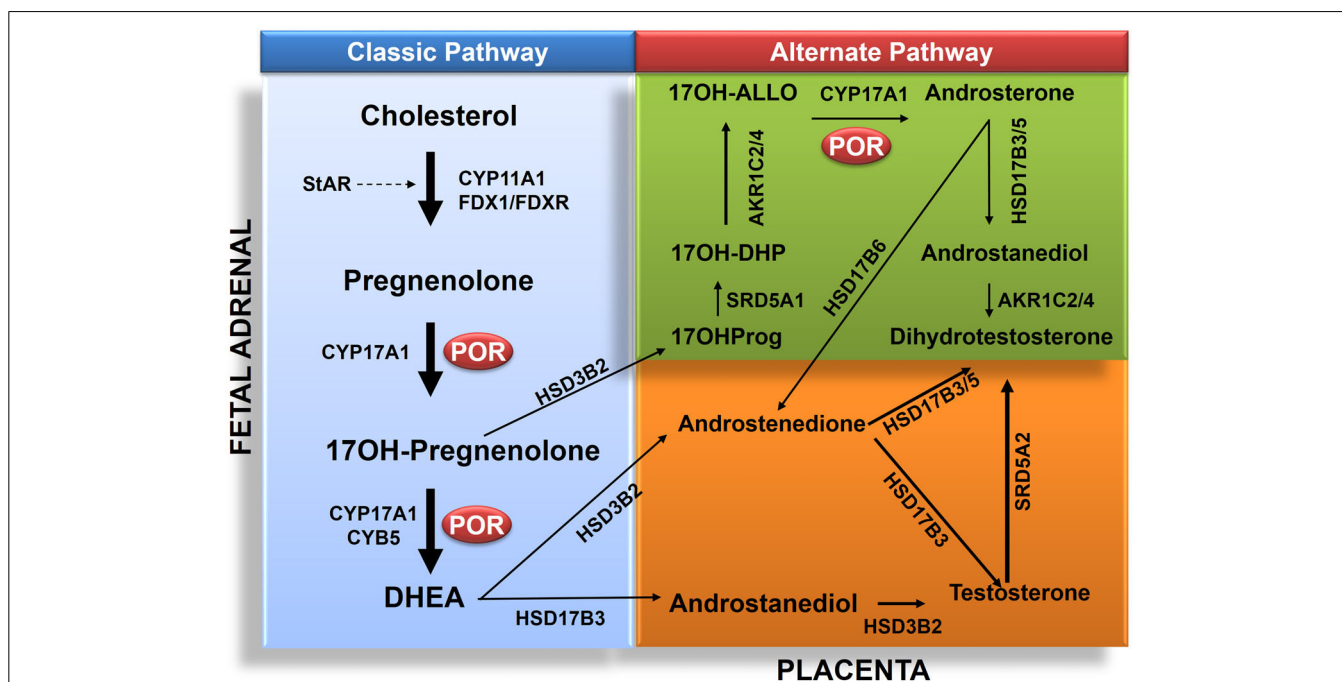 Classic Pathway
Alternate Pathway
FETAL ADRENAL
Cholesterol
StAR
CYP11A1
FDX1/FDXR
Pregnenolone
CYP17A1
POR
17OH-Pregnenolone
CYP17A1
CYB5
POR
DHEA
HSD3B2
HSD3B2
HSD17B3
17OH-ALLO
CYP17A1
POR
Androsterone
AKR1C2/4
HSD17B3/5
17OH-DHP
HSD17B6
Androstanediol
SRD5A1
AKR1C2/4
17OHProg
Dihydrotestosterone
Androstenedione
HSD17B3/5
HSD17B3
SRD5A2
Androstanediol
HSD3B2
Testosterone
PLACENTA